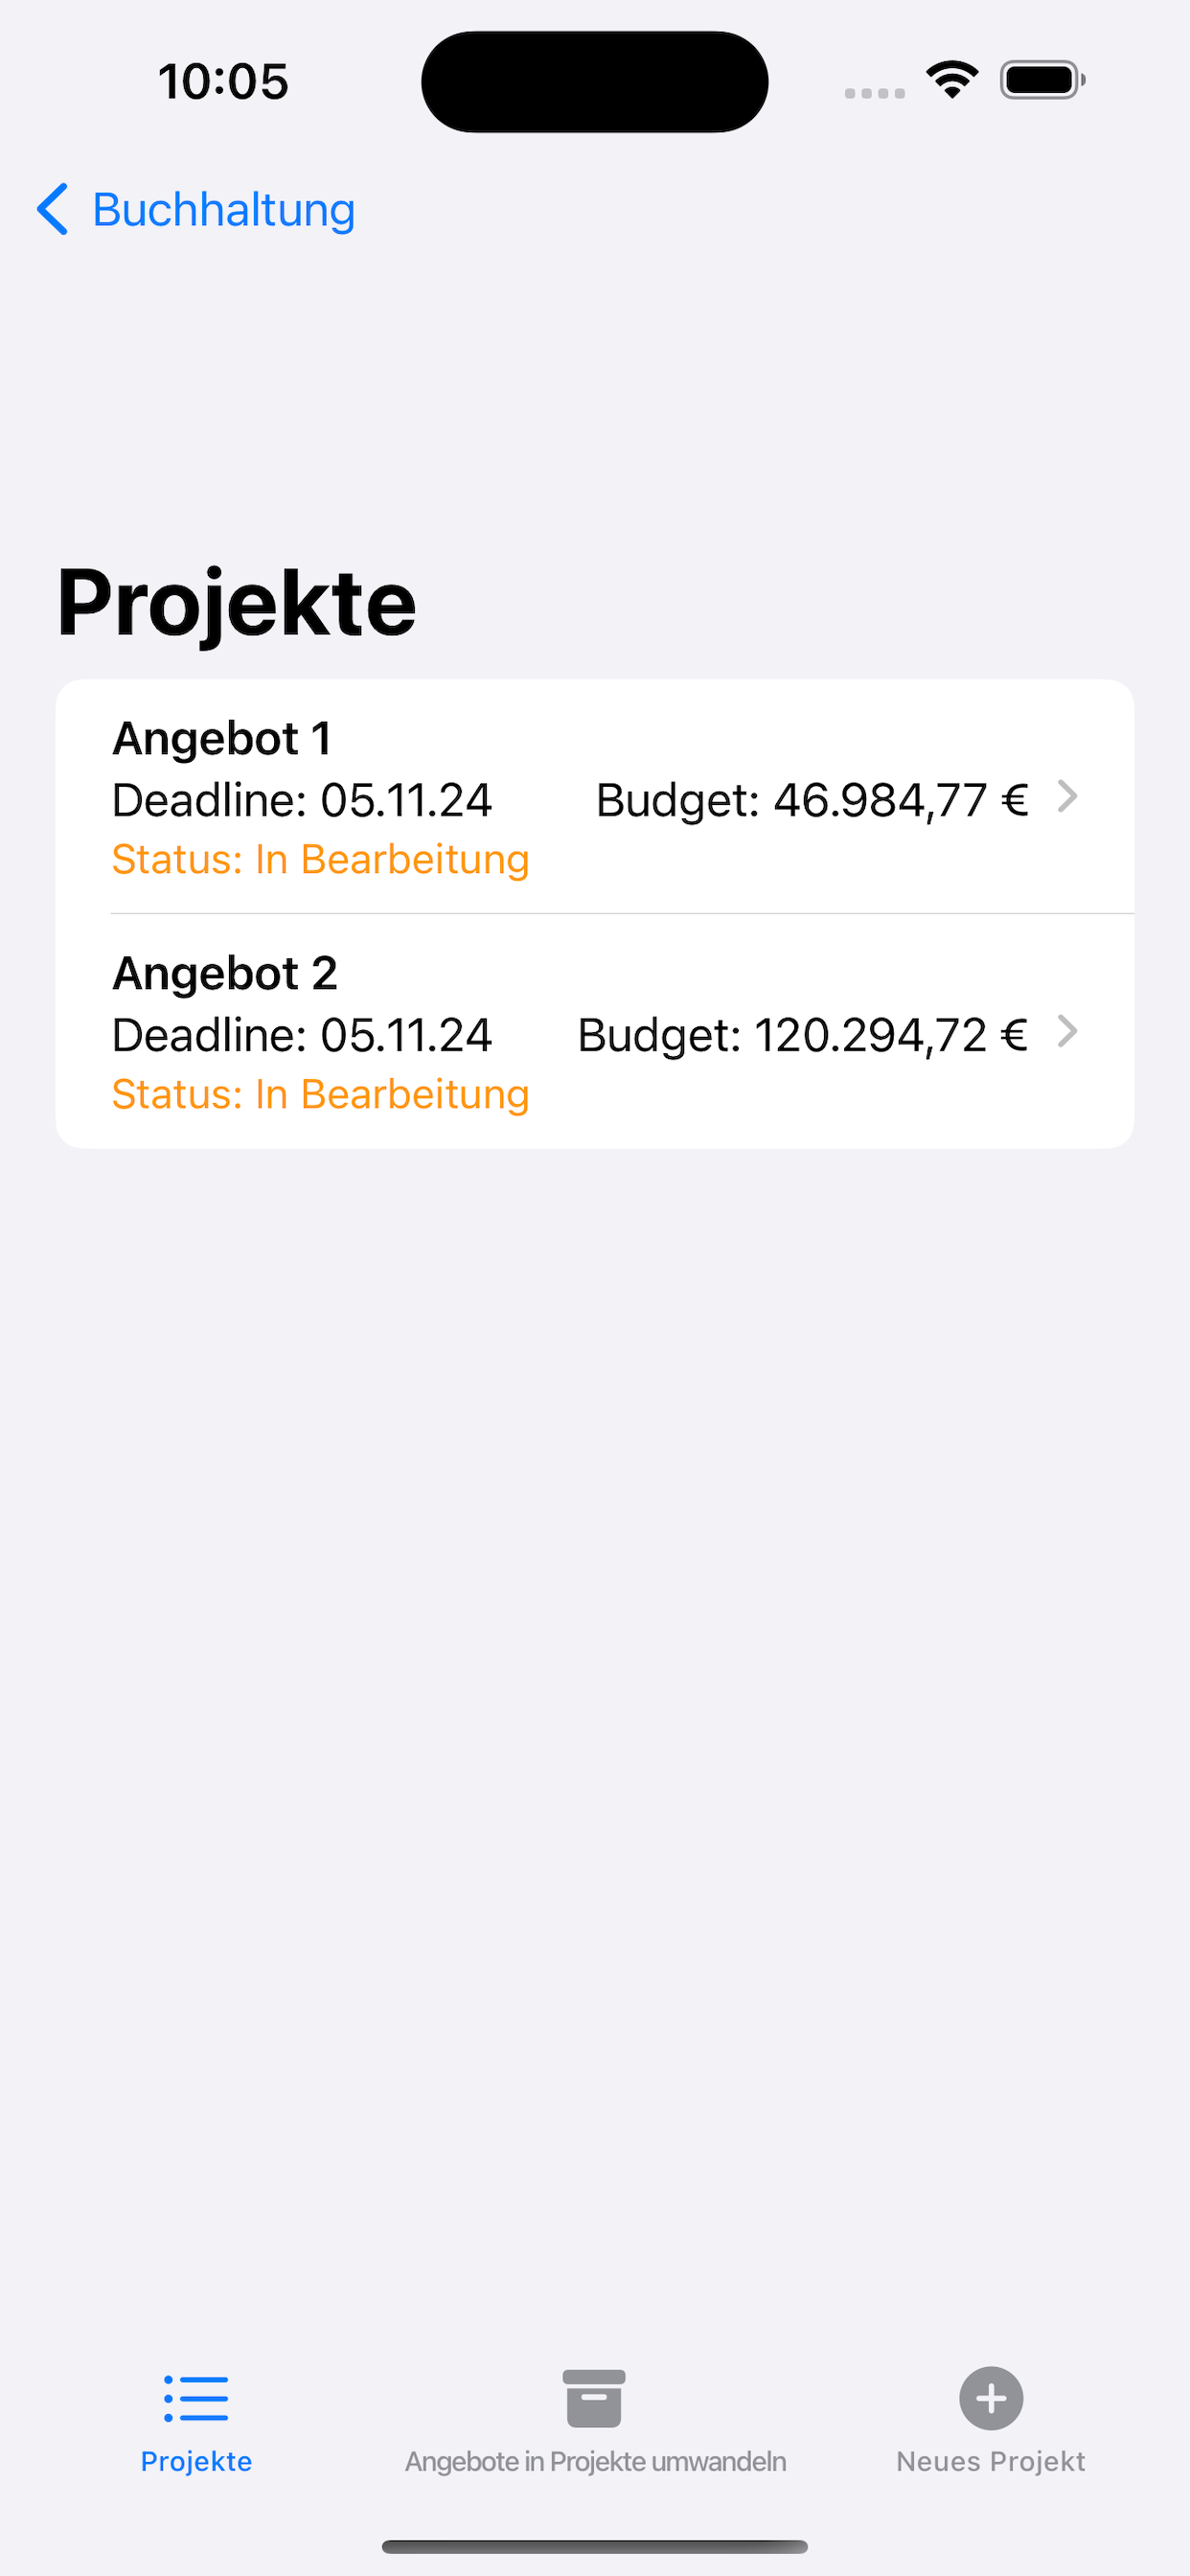 10:05
Buchhaltung
Projekte
Angebot 1
Deadline: 05.11.24 Budget: 46.984,77 €
Status: In Bearbeitung
Angebot 2
Deadline: 05.11.24 Budget: 120.294,72 €
Status: In Bearbeitung
Projekte Angebote in Projekte umwandeln Neues Projekt